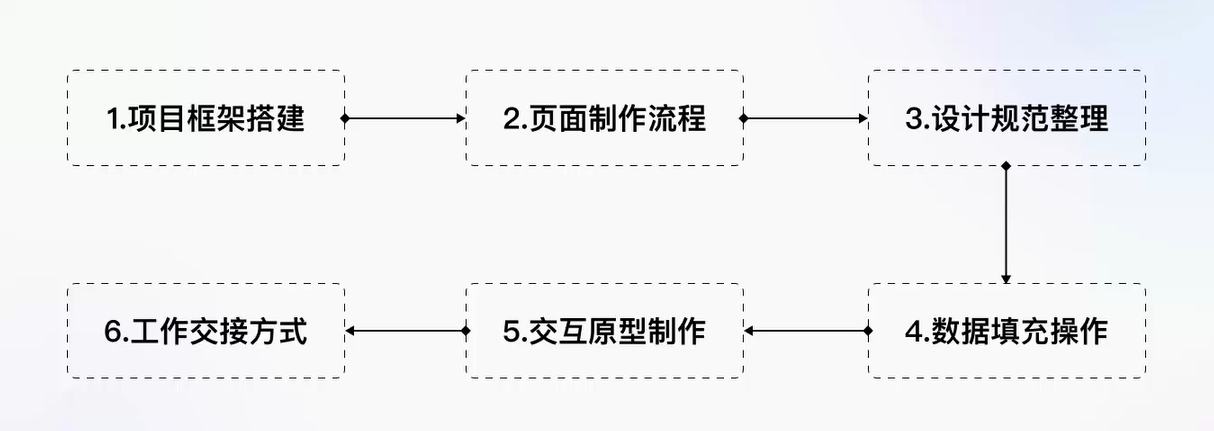 1.项目框架搭建
2.页面制作流程
3.设计规范整理
4.数据填充操作
5.交互原型制作
6.工作交接方式